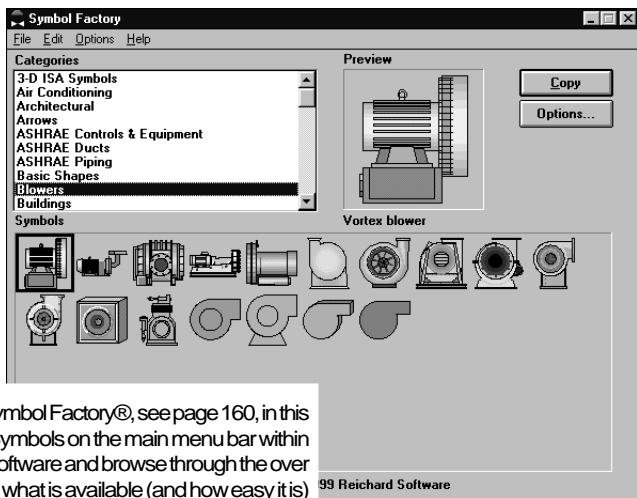 Symbol Factory
File Edit Options Help
Categories
3-D ISA Symbols
Air Conditioning
Architectural
Arrows
ASHRAE Controls & Equipment
ASHRAE Ducts
ASHRAE Piping
Basic Shapes
Blowers
Buildings
Preview
Copy
Options...
Symbols
Vortex blower
Factory®, see page 160, in this
symbols on the main menu bar within
and browse through the over
what is available (and how easy it is)
99 Reichard Software